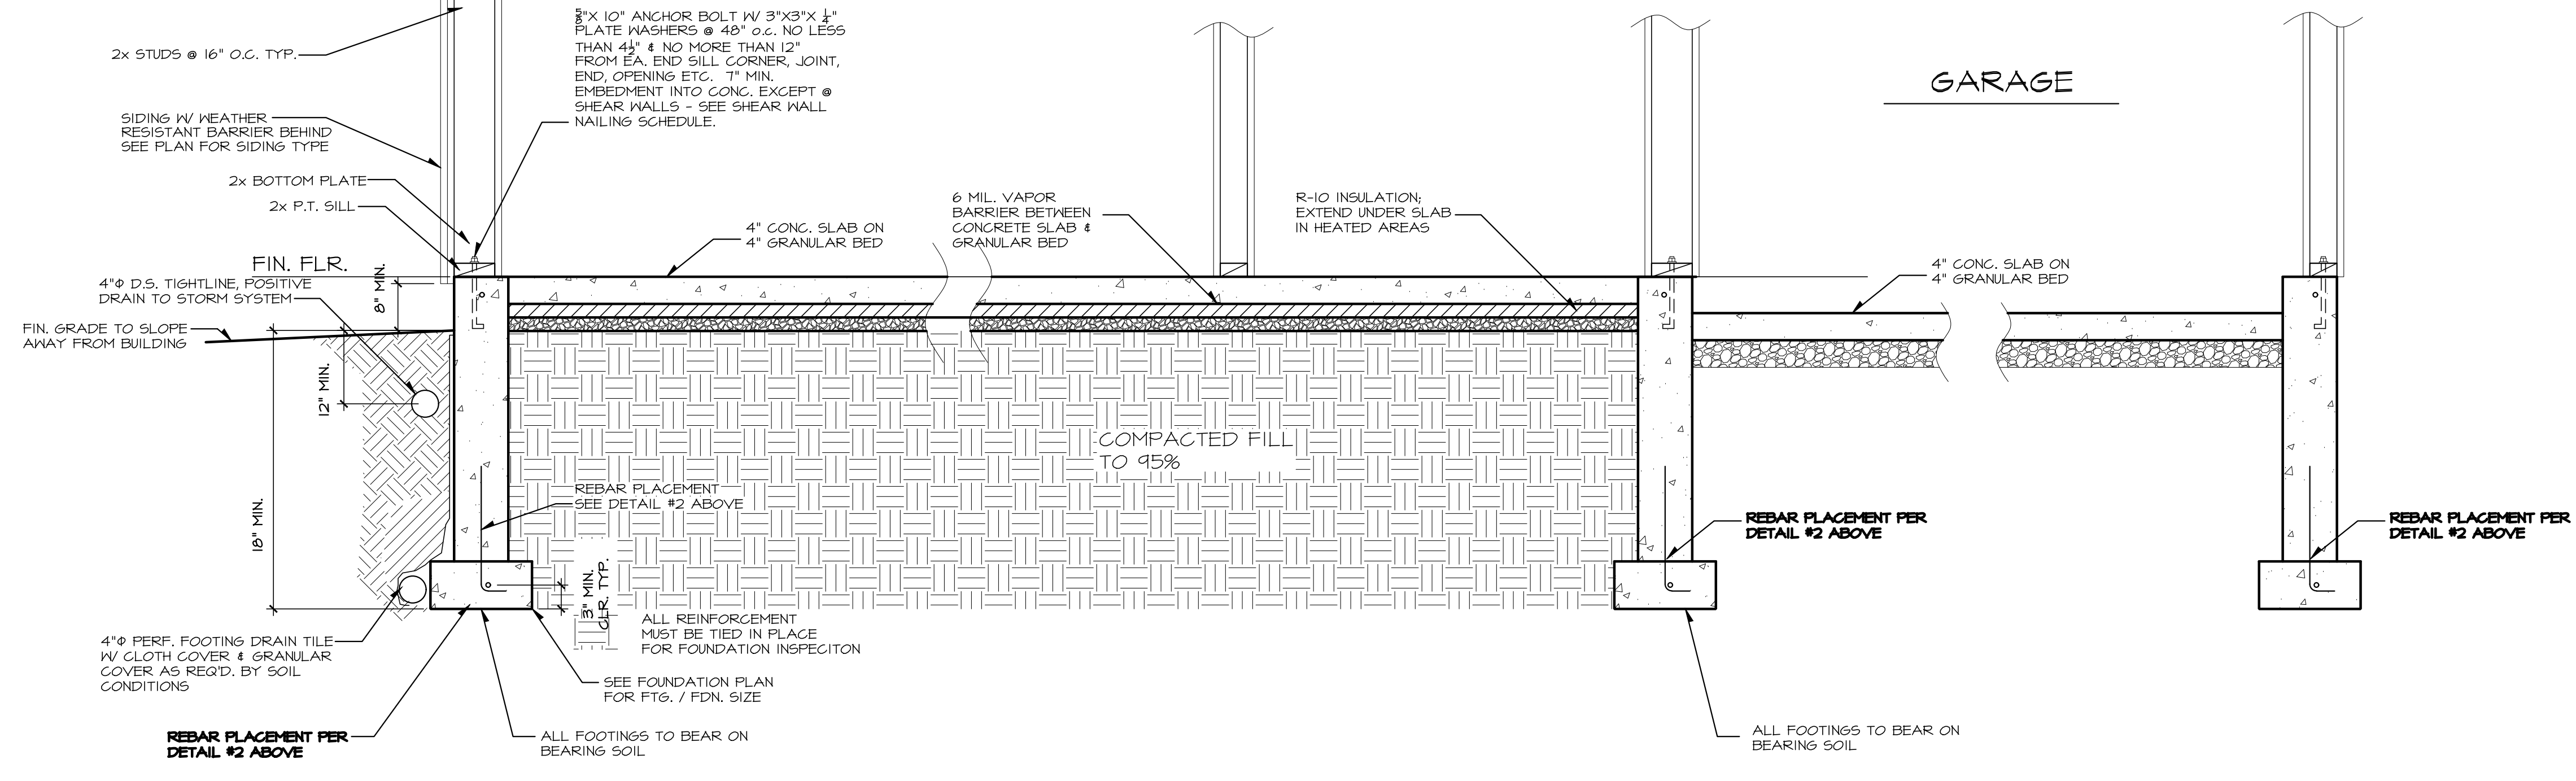 2x STUDS @ 16" O.C. TYP.
SIDING W/ WEATHER
RESISTANT BARRIER BEHIND
SEE PLAN FOR SIDING TYPE
2x BOTTOM PLATE
2x P.T. SILL
5/8"X 10" ANCHOR BOLT W/ 3"X3"X 1/4"
PLATE WASHERS @ 48" o.c. NO LESS
THAN 4 1/2" & NO MORE THAN 12"
FROM EA. END SILL CORNER, JOINT,
END, OPENING ETC. 7" MIN.
EMBEDMENT INTO CONC. EXCEPT @
SHEAR WALLS - SEE SHEAR WALL
NAILING SCHEDULE.
GARAGE
4" CONC. SLAB ON
4" GRANULAR BED
6 MIL. VAPOR
BARRIER BETWEEN
CONCRETE SLAB &
GRANULAR BED
R-10 INSULATION;
EXTEND UNDER SLAB
IN HEATED AREAS
4" CONC. SLAB ON
4" GRANULAR BED
FIN. FLR.
8" MIN.
4"Φ D.S. TIGHTLINE, POSITIVE
DRAIN TO STORM SYSTEM
FIN. GRADE TO SLOPE
AWAY FROM BUILDING
12" MIN.
18" MIN.
COMPACTED FILL
TO 95%
REBAR PLACEMENT
SEE DETAIL #2 ABOVE
3" MIN.
CLR. TYP.
REBAR PLACEMENT PER
DETAIL #2 ABOVE
REBAR PLACEMENT PER
DETAIL #2 ABOVE
ALL REINFORCEMENT
MUST BE TIED IN PLACE
FOR FOUNDATION INSPECITON
4"Φ PERF. FOOTING DRAIN TILE
W/ CLOTH COVER & GRANULAR
COVER AS REQ'D. BY SOIL
CONDITIONS
SEE FOUNDATION PLAN
FOR FTG. / FDN. SIZE
REBAR PLACEMENT PER
DETAIL #2 ABOVE
ALL FOOTINGS TO BEAR ON
BEARING SOIL
ALL FOOTINGS TO BEAR ON
BEARING SOIL